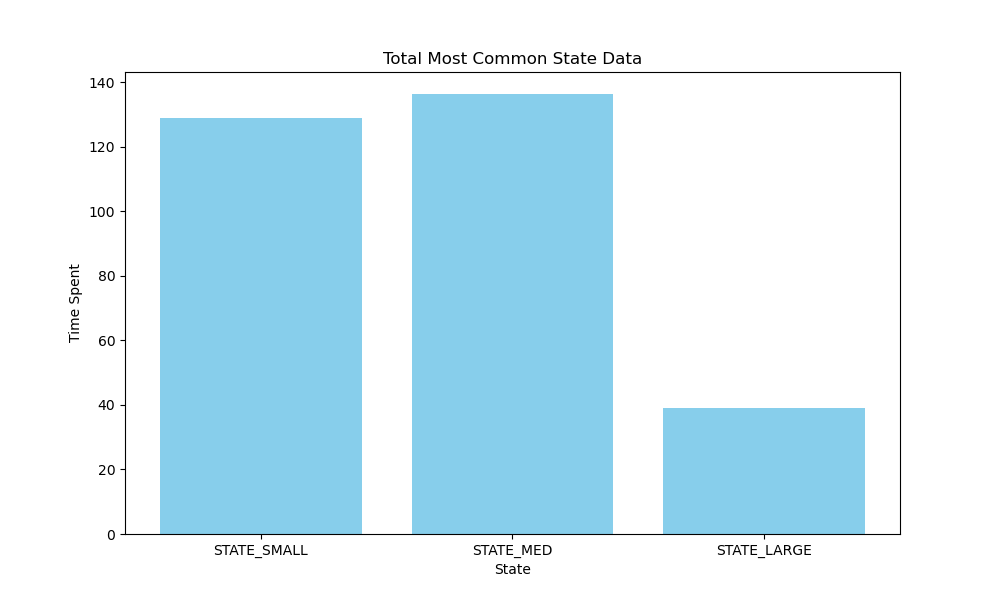 Total Most Common State Data
140
120
100
80
60
40
20
0
Time Spent
STATE_SMALL STATE_MED STATE_LARGE
State